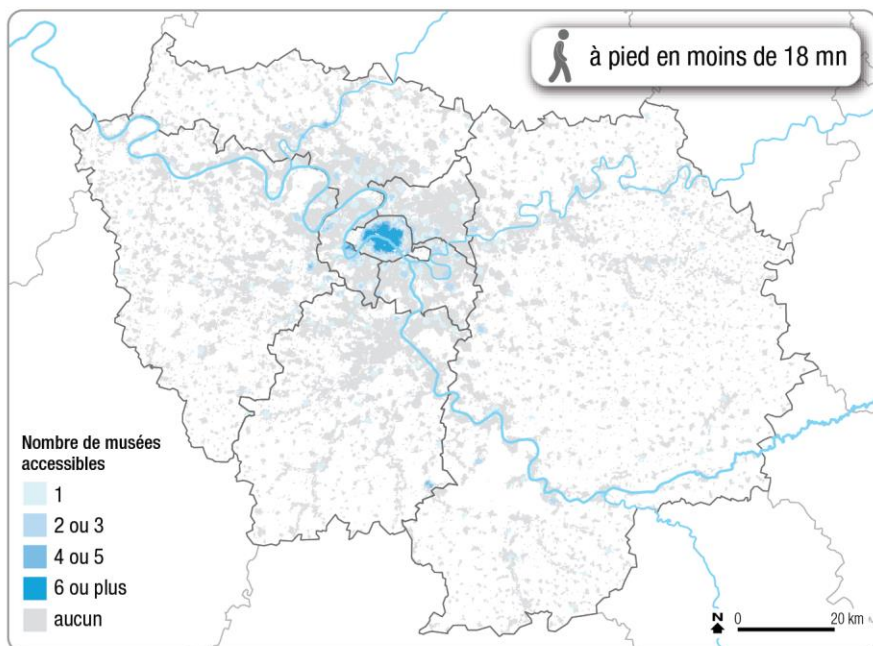 à pied en moins de 18 mn
Nombre de musées
accessibles
1
2 ou 3
4 ou 5
6 ou plus
aucun
N
0 20 km